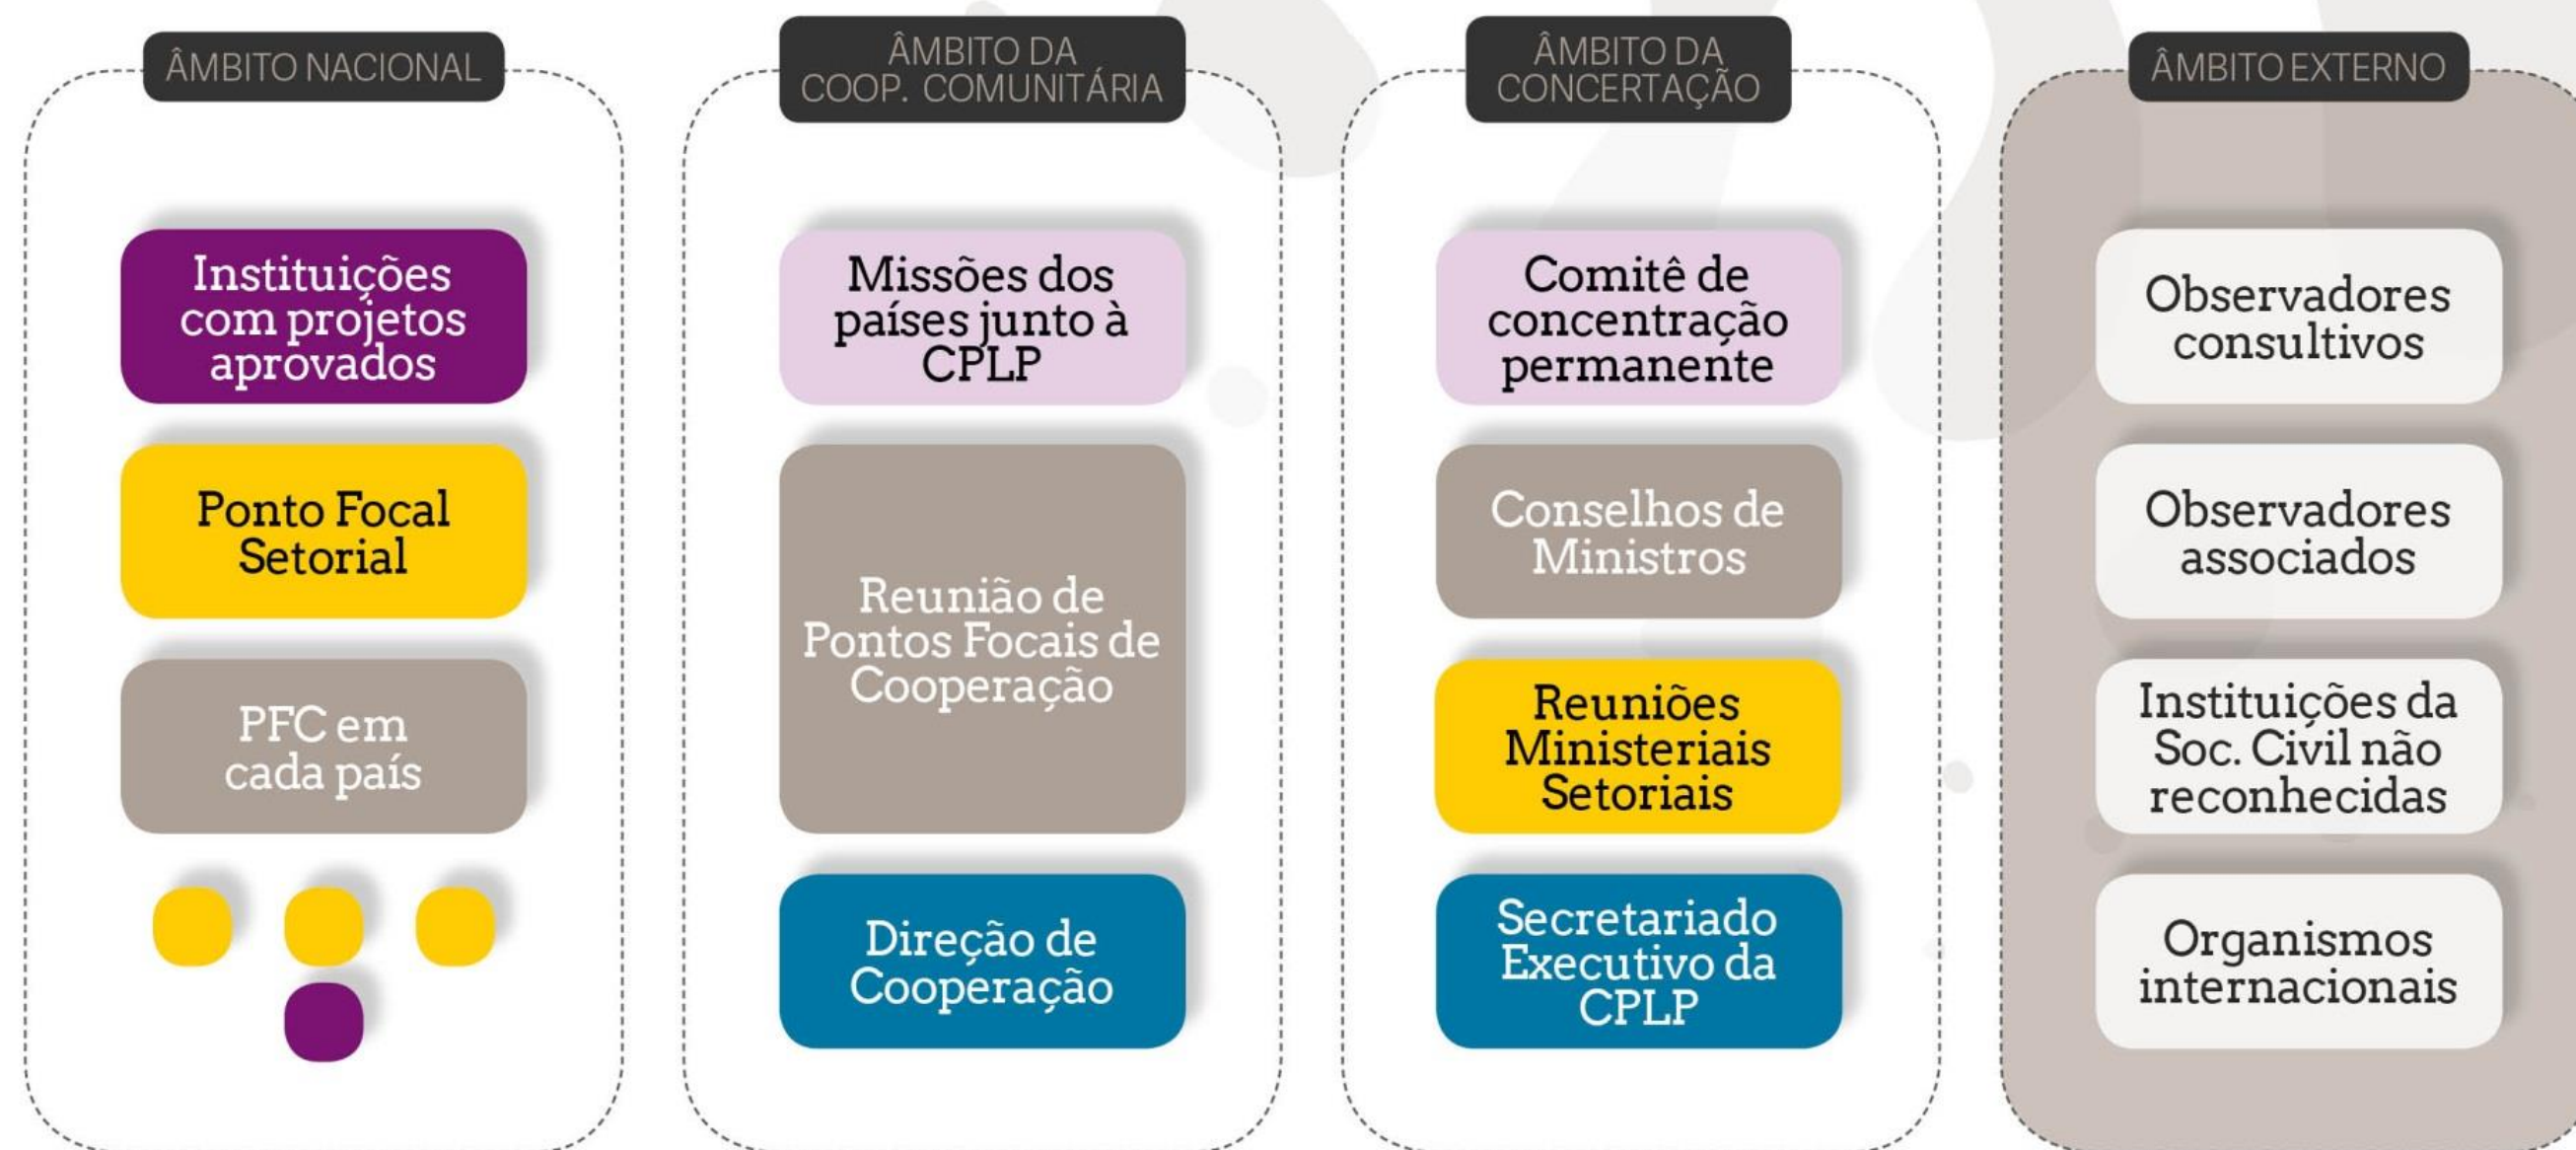 ÂMBITO NACIONAL
Instituições
com projetos
aprovados
Ponto Focal
Setorial
PFC em
cada país
ÂMBITO DA
COOP. COMUNITÁRIA
Missões dos
países junto à
CPLP
Reunião de
Pontos Focais de
Cooperação
Direção de
Cooperação
ÂMBITO DA
CONCERTAÇÃO
Comitê de
concentração
permanente
Conselhos de
Ministros
Reuniões
Ministeriais
Setoriais
Secretariado
Executivo da
CPLP
ÂMBITO EXTERNO
Observadores
consultivos
Observadores
associados
Instituições da
Soc. Civil não
reconhecidas
Organismos
internacionais